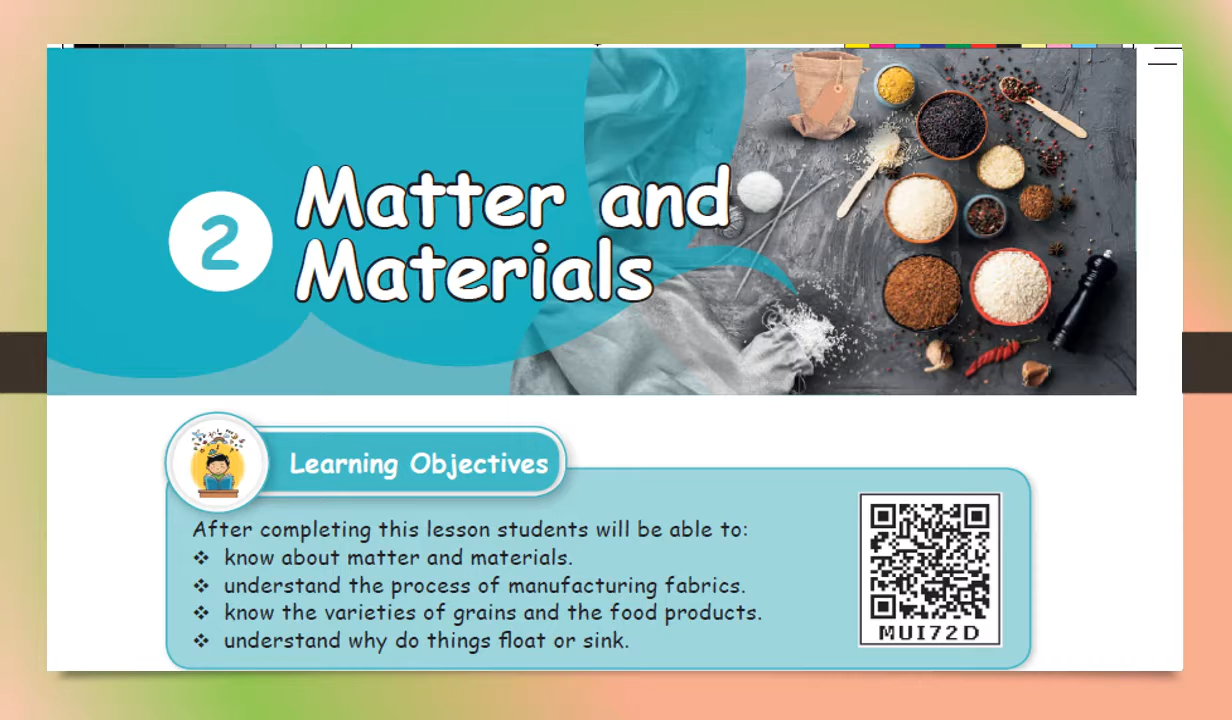 2
Matter and
Materials
Learning Objectives
After completing this lesson students will be able to:
❖ know about matter and materials.
❖ understand the process of manufacturing fabrics.
❖ know the varieties of grains and the food products.
❖ understand why do things float or sink.
MUI72D